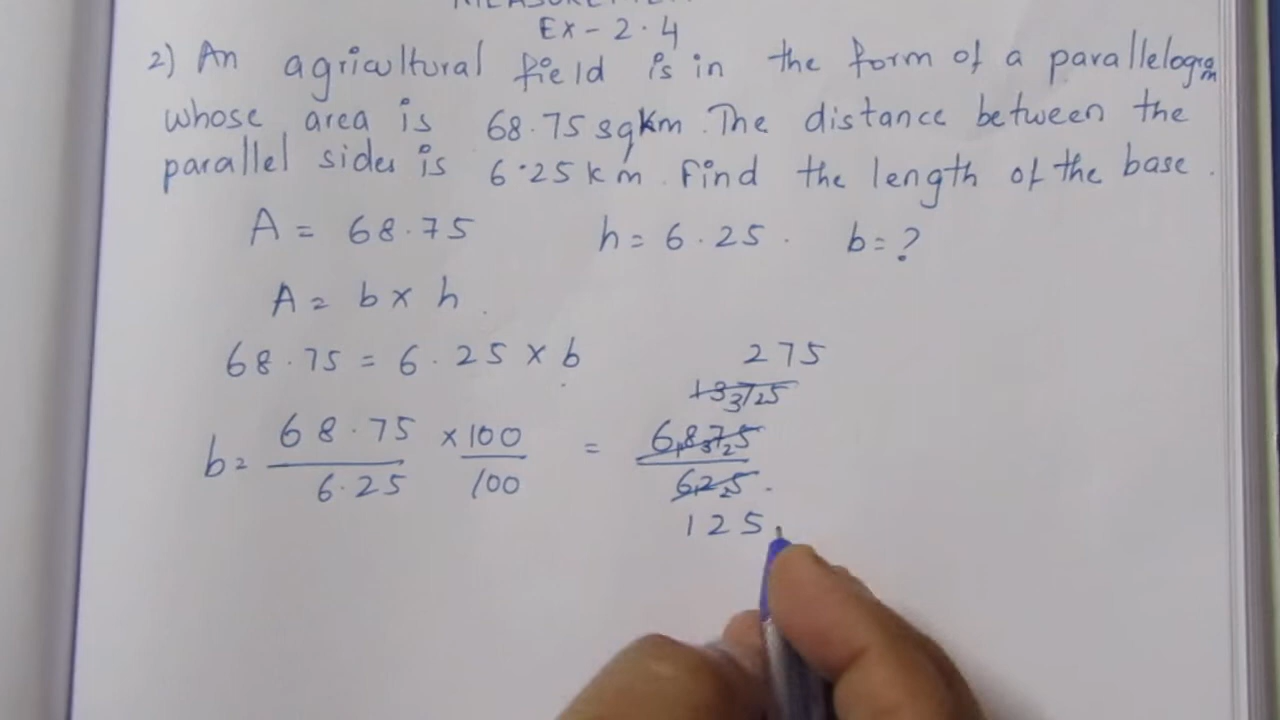 Ex - 2.4
2) An agricultural field is in the form of a parallelogram
whose area is 68.75 sqkm. The distance between the
parallel sides is 6.25 km. Find the length of the base.
A = 68.75 h = 6.25. b = ?
A = b x h.
68.75 = 6.25 x b
275
1375
b = 68.75 / 6.25 x 100 / 100 = 6875 / 625.
125